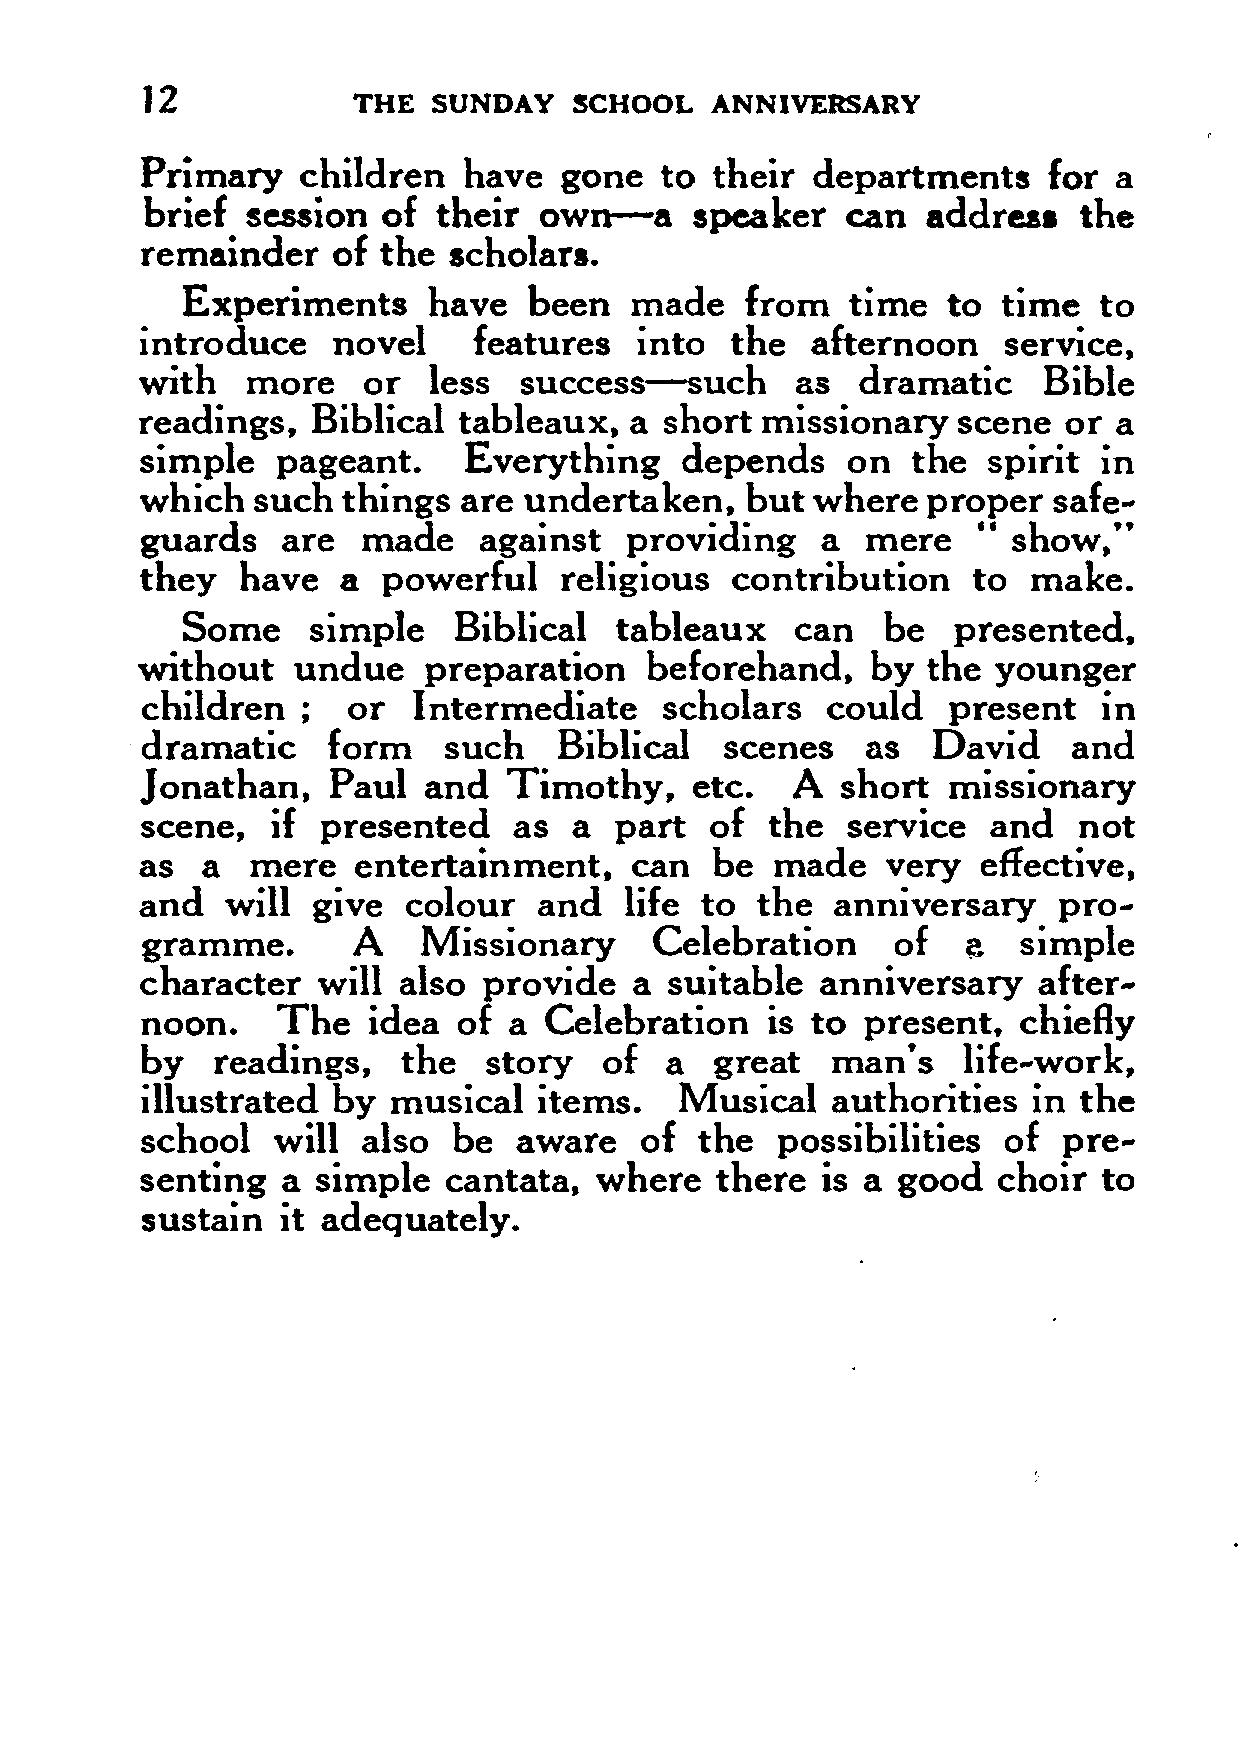 12 THE SUNDAY SCHOOL ANNIVERSARY
Primary children have gone to their departments for a
brief session of their own—a speaker can address the
remainder of the scholars.
Experiments have been made from time to time to
introduce novel features into the afternoon service,
with more or less success—such as dramatic Bible
readings, Biblical tableaux, a short missionary scene or a
simple pageant. Everything depends on the spirit in
which such things are undertaken, but where proper safe-
guards are made against providing a mere “ show,”
they have a powerful religious contribution to make.
Some simple Biblical tableaux can be presented,
without undue preparation beforehand, by the younger
children ; or Intermediate scholars could present in
dramatic form such Biblical scenes as David and
Jonathan, Paul and Timothy, etc. A short missionary
scene, if presented as a part of the service and not
as a mere entertainment, can be made very effective,
and will give colour and life to the anniversary pro-
gramme. A Missionary Celebration of a simple
character will also provide a suitable anniversary after-
noon. The idea of a Celebration is to present, chiefly
by readings, the story of a great man's life-work,
illustrated by musical items. Musical authorities in the
school will also be aware of the possibilities of pre-
senting a simple cantata, where there is a good choir to
sustain it adequately.